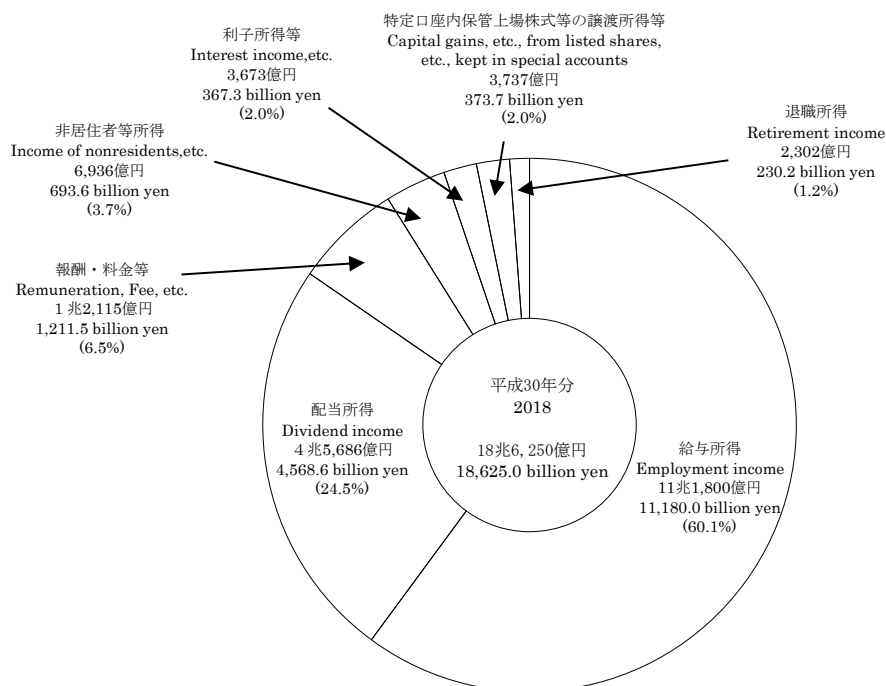 特定口座内保管上場株式等の譲渡所得等
Capital gains, etc., from listed shares,
etc., kept in special accounts
3,737億円
373.7 billion yen
(2.0%)
利子所得等
Interest income,etc.
3,673億円
367.3 billion yen
(2.0%)
退職所得
Retirement income
2,302億円
230.2 billion yen
(1.2%)
非居住者等所得
Income of nonresidents,etc.
6,936億円
693.6 billion yen
(3.7%)
報酬・料金等
Remuneration, Fee, etc.
1 兆2,115億円
1,211.5 billion yen
(6.5%)
配当所得
Dividend income
4 兆5,686億円
4,568.6 billion yen
(24.5%)
平成30年分
2018
18兆6, 250億円
18,625.0 billion yen
給与所得
Employment income
11兆1,800億円
11,180.0 billion yen
(60.1%)